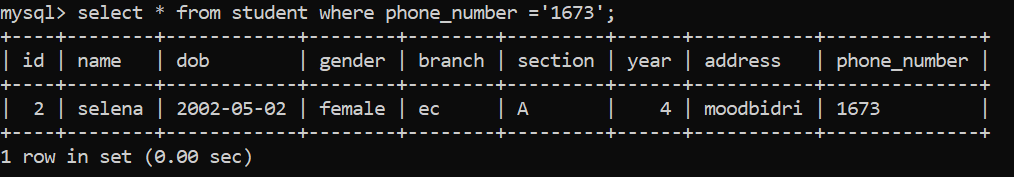 mysql> select * from student where phone_number ='1673';
+----+--------+------------+--------+--------+---------+------+-----------+--------------+
| id | name   | dob        | gender | branch | section | year | address   | phone_number |
+----+--------+------------+--------+--------+---------+------+-----------+--------------+
|  2 | selena | 2002-05-02 | female | ec     | A       |    4 | moodbidri | 1673         |
+----+--------+------------+--------+--------+---------+------+-----------+--------------+
1 row in set (0.00 sec)